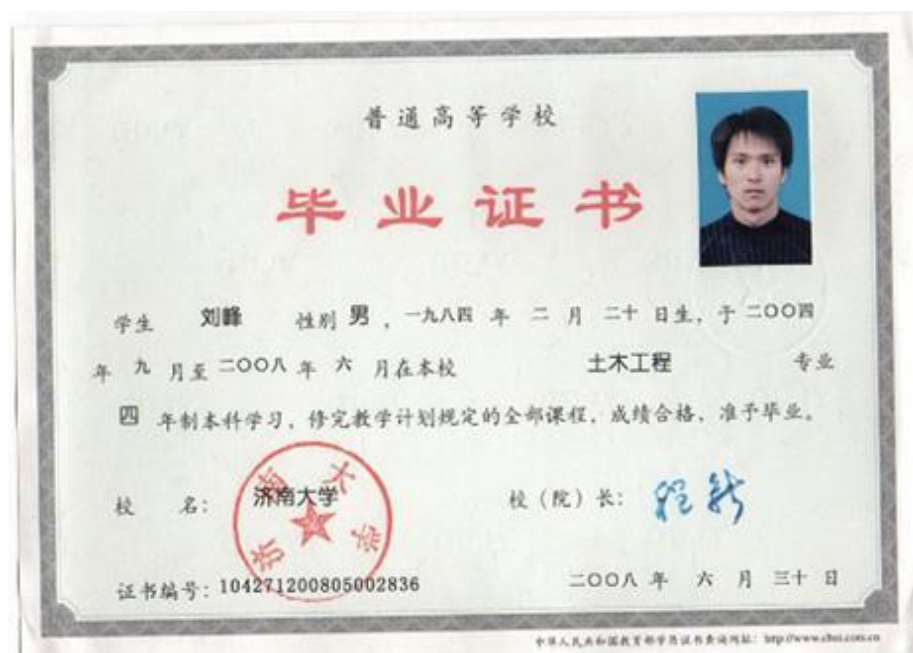 普通高等学校
毕业证书
学生 刘峰 性别 男 ，一九八四 年 二 月 二十 日生，于 二〇〇四
年 九 月至 二〇〇八 年 六 月在本校 土木工程 专业
四 年制本科学习，修完教学计划规定的全部课程，成绩合格，准予毕业。
校 名： 济南大学 校（院）长： 程新
济南大学
证书编号：104271200805002836 二〇〇八 年 六 月 三十 日
中华人民共和国教育部学历证书查询网址： http://www.chsi.com.cn